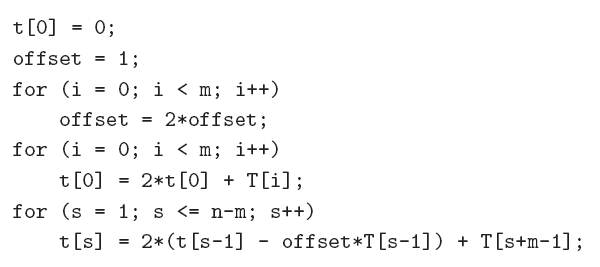 t[0] = 0;
offset = 1;
for (i = 0; i < m; i++)
    offset = 2*offset;
for (i = 0; i < m; i++)
    t[0] = 2*t[0] + T[i];
for (s = 1; s <= n-m; s++)
    t[s] = 2*(t[s-1] - offset*T[s-1]) + T[s+m-1];